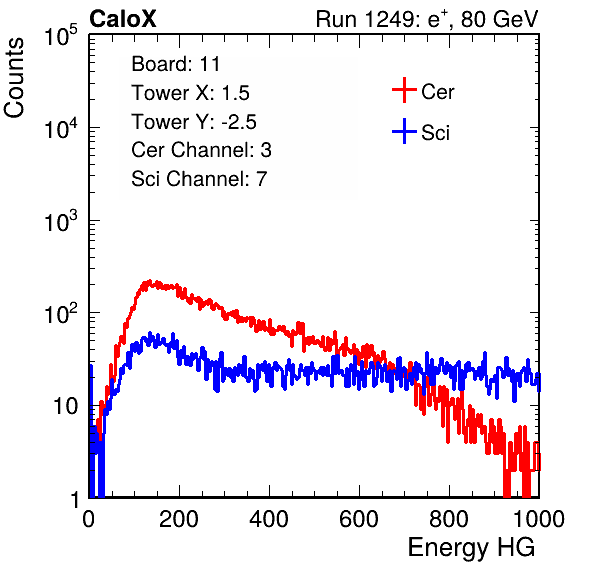 CaloX Run 1249: e⁺, 80 GeV
Counts
Board: 11
Tower X: 1.5
Tower Y: -2.5
Cer Channel: 3
Sci Channel: 7
Cer
Sci
10⁵
10⁴
10³
10²
10
1
0 200 400 600 800 1000
Energy HG